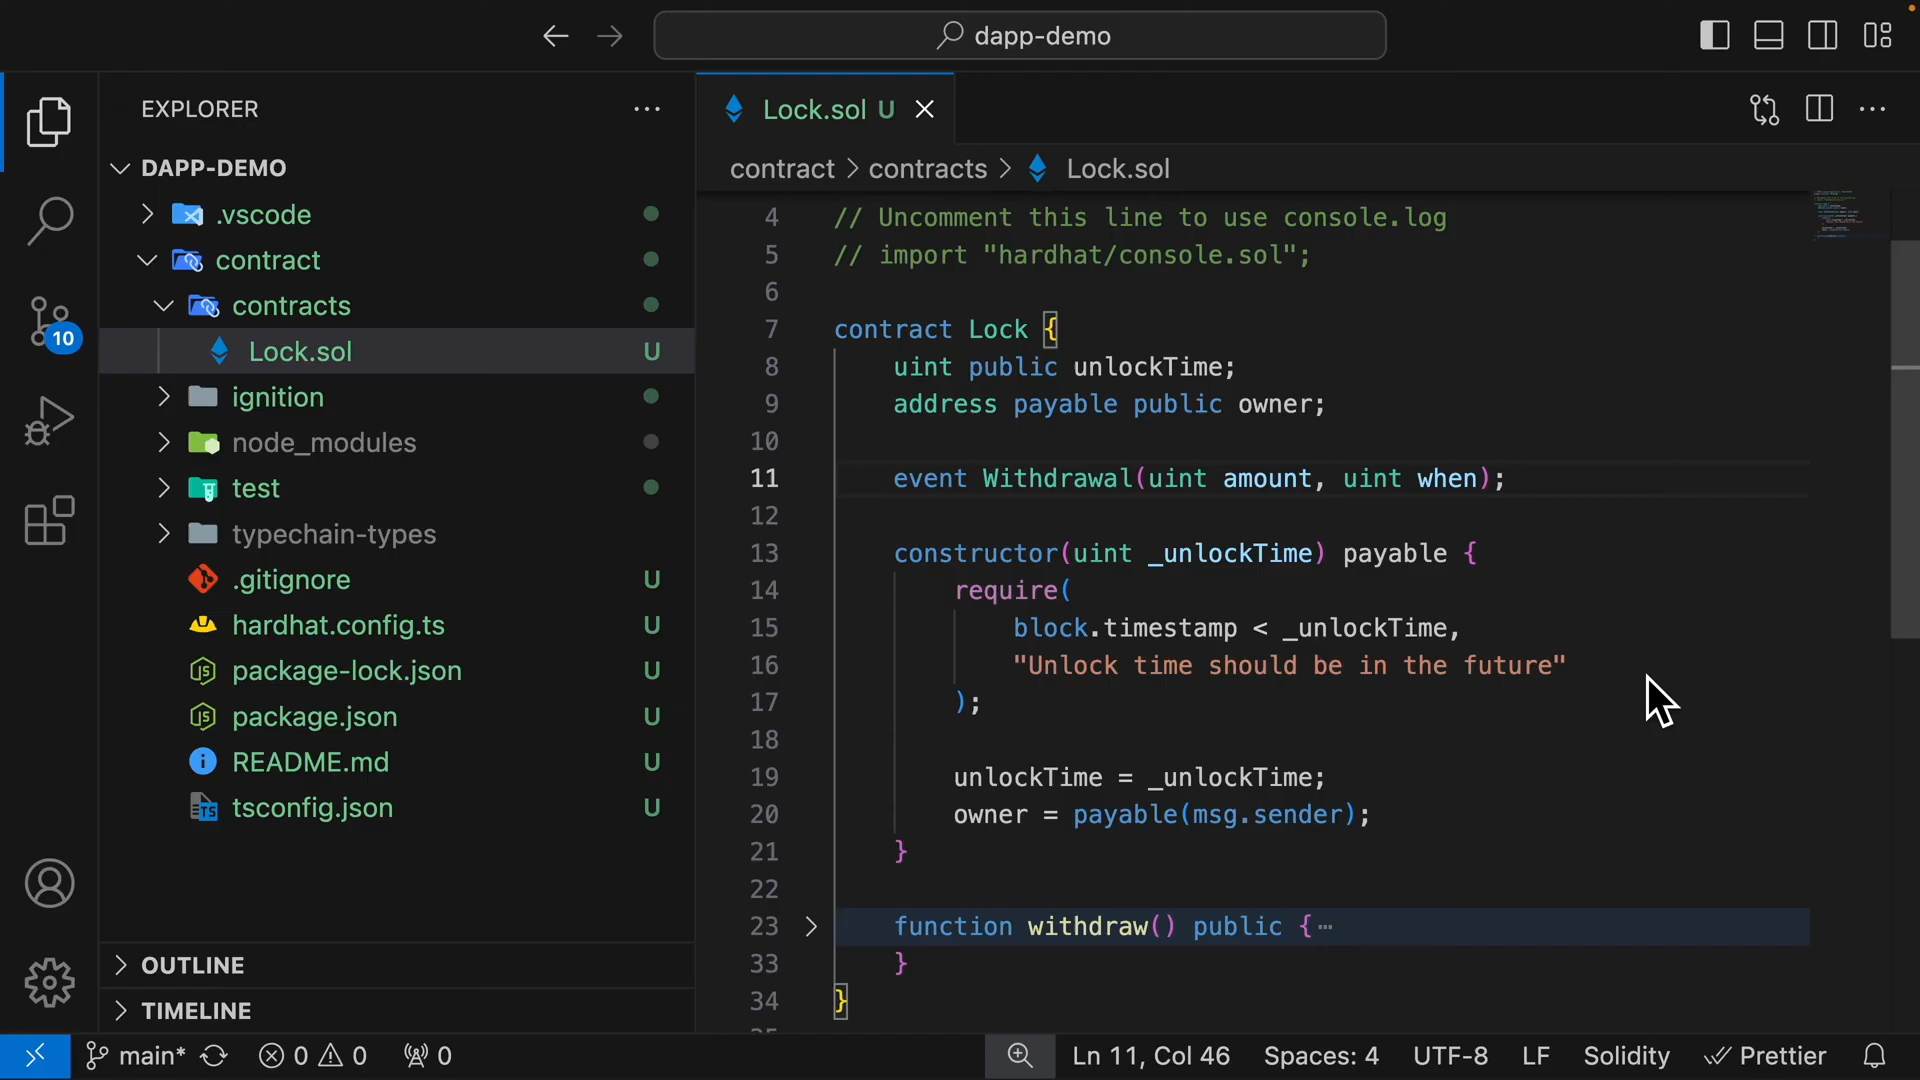 dapp-demo
EXPLORER
DAPP-DEMO
.vscode
contract
contracts
Lock.sol U
ignition
node_modules
test
typechain-types
.gitignore U
hardhat.config.ts U
package-lock.json U
package.json U
README.md U
tsconfig.json U
OUTLINE
TIMELINE
10
Lock.sol U
contract > contracts > Lock.sol
4 // Uncomment this line to use console.log
5 // import "hardhat/console.sol";
6
7 contract Lock {
8 uint public unlockTime;
9 address payable public owner;
10
11 event Withdrawal(uint amount, uint when);
12
13 constructor(uint _unlockTime) payable {
14 require(
15 block.timestamp < _unlockTime,
16 "Unlock time should be in the future"
17 );
18
19 unlockTime = _unlockTime;
20 owner = payable(msg.sender);
21 }
22
23 function withdraw() public {⋯
33 }
34 }
main* 0 0 0 Ln 11, Col 46 Spaces: 4 UTF-8 LF Solidity Prettier